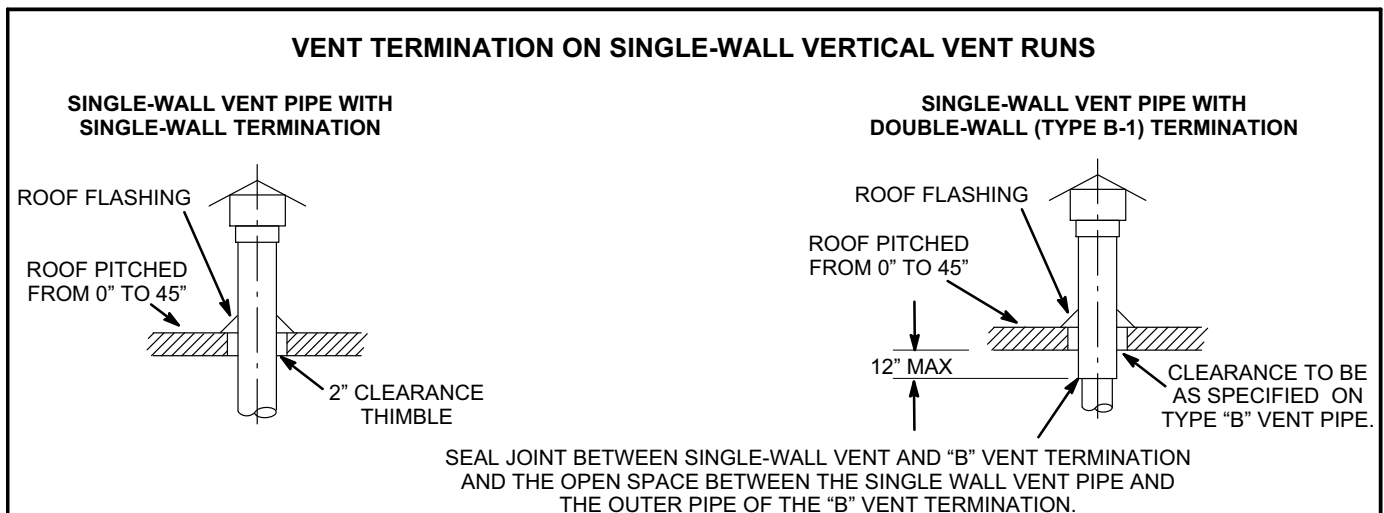 VENT TERMINATION ON SINGLE-WALL VERTICAL VENT RUNS
SINGLE-WALL VENT PIPE WITH
SINGLE-WALL TERMINATION
ROOF FLASHING
ROOF PITCHED
FROM 0” TO 45”
2” CLEARANCE
THIMBLE
SINGLE-WALL VENT PIPE WITH
DOUBLE-WALL (TYPE B-1) TERMINATION
ROOF FLASHING
ROOF PITCHED
FROM 0” TO 45”
12” MAX
CLEARANCE TO BE
AS SPECIFIED ON
TYPE “B” VENT PIPE.
SEAL JOINT BETWEEN SINGLE-WALL VENT AND “B” VENT TERMINATION
AND THE OPEN SPACE BETWEEN THE SINGLE WALL VENT PIPE AND
THE OUTER PIPE OF THE “B” VENT TERMINATION.